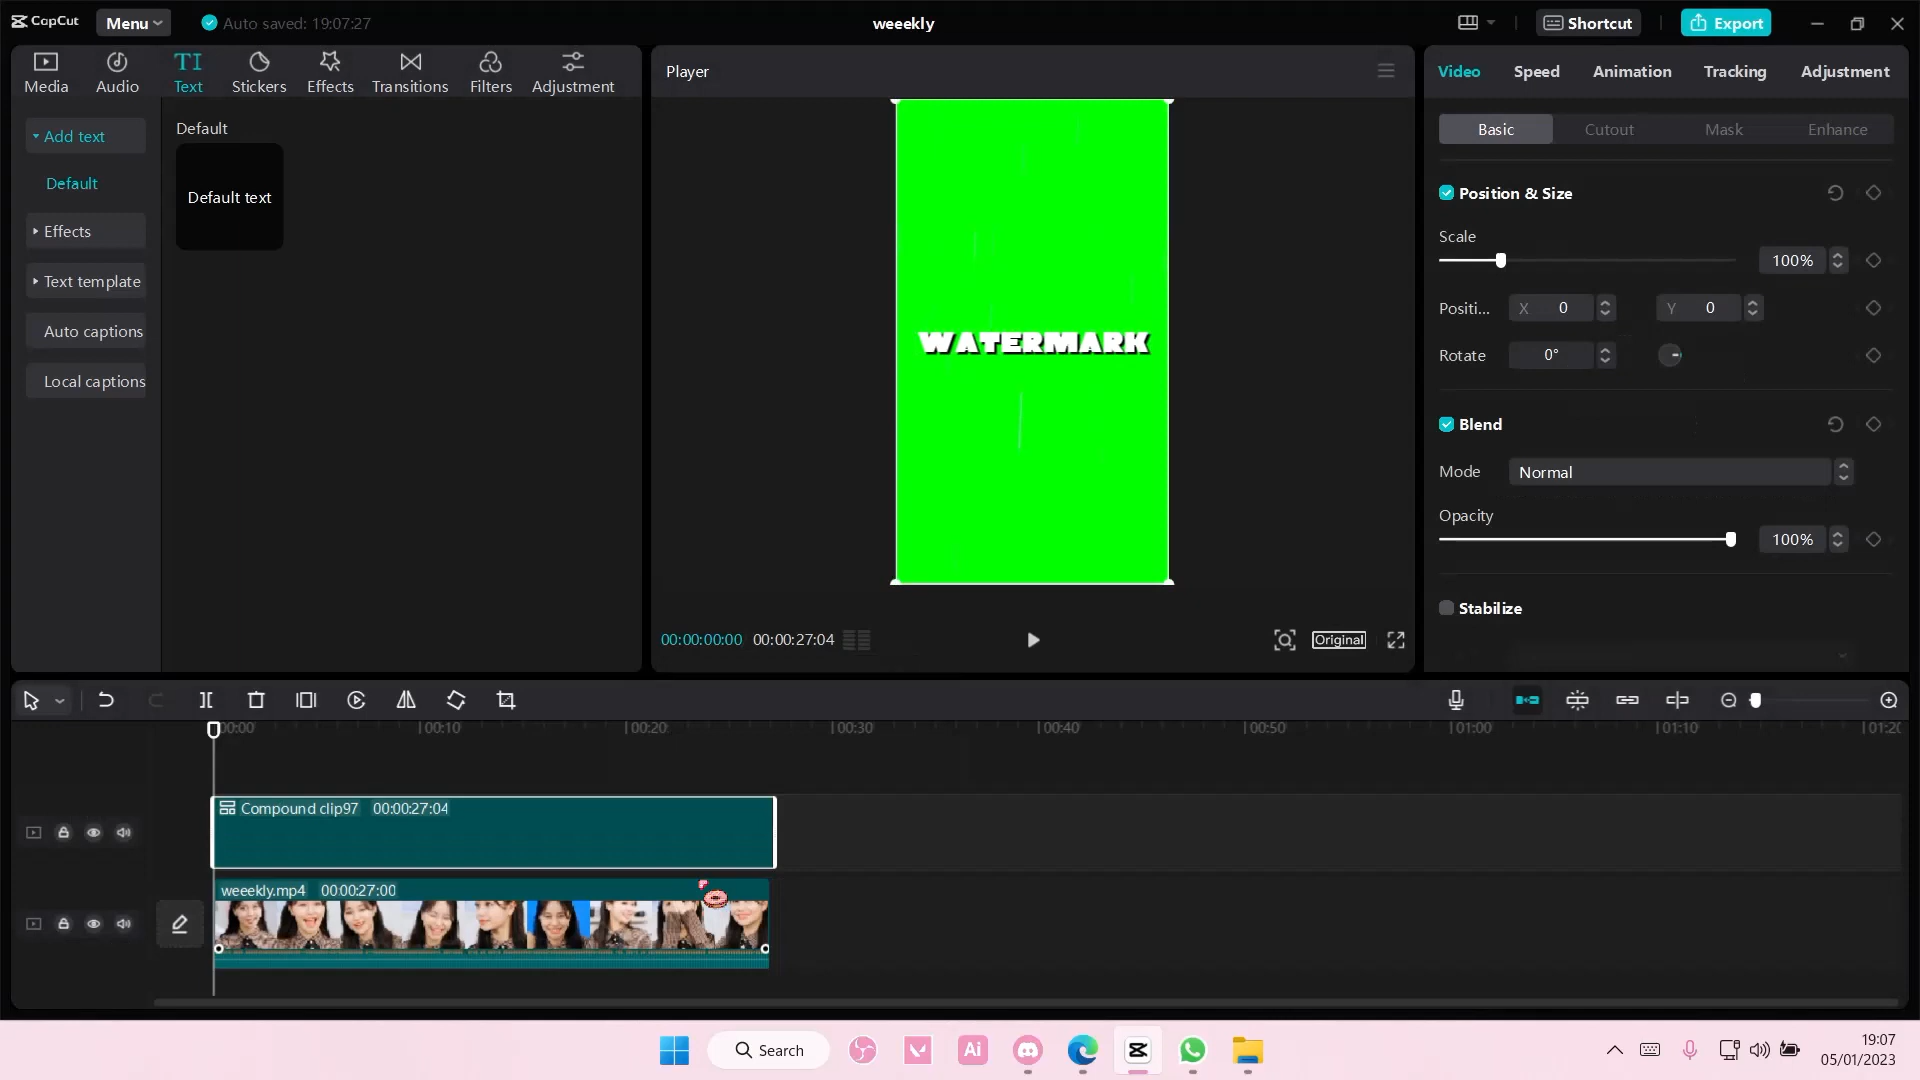 CapCut
Menu
Auto saved: 19:07:27
weeekly
Shortcut
Export
Media
Audio
TI
Text
Stickers
Effects
Transitions
Filters
Adjustment
Player
Video
Speed
Animation
Tracking
Adjustment
Add text
Default
Effects
Text template
Auto captions
Local captions
Default
Default text
WATERMARK
Basic
Cutout
Mask
Enhance
Position & Size
Scale
100%
Positi...
X 0
Y 0
Rotate
0°
Blend
Mode
Normal
Opacity
100%
Stabilize
00:00:00:00 00:00:27:04
Original
00:00
00:10
00:20
00:30
00:40
00:50
01:00
01:10
01:20
Compound clip97 00:00:27:04
weeekly.mp4 00:00:27:00
Search
Ai
19:07
05/01/2023